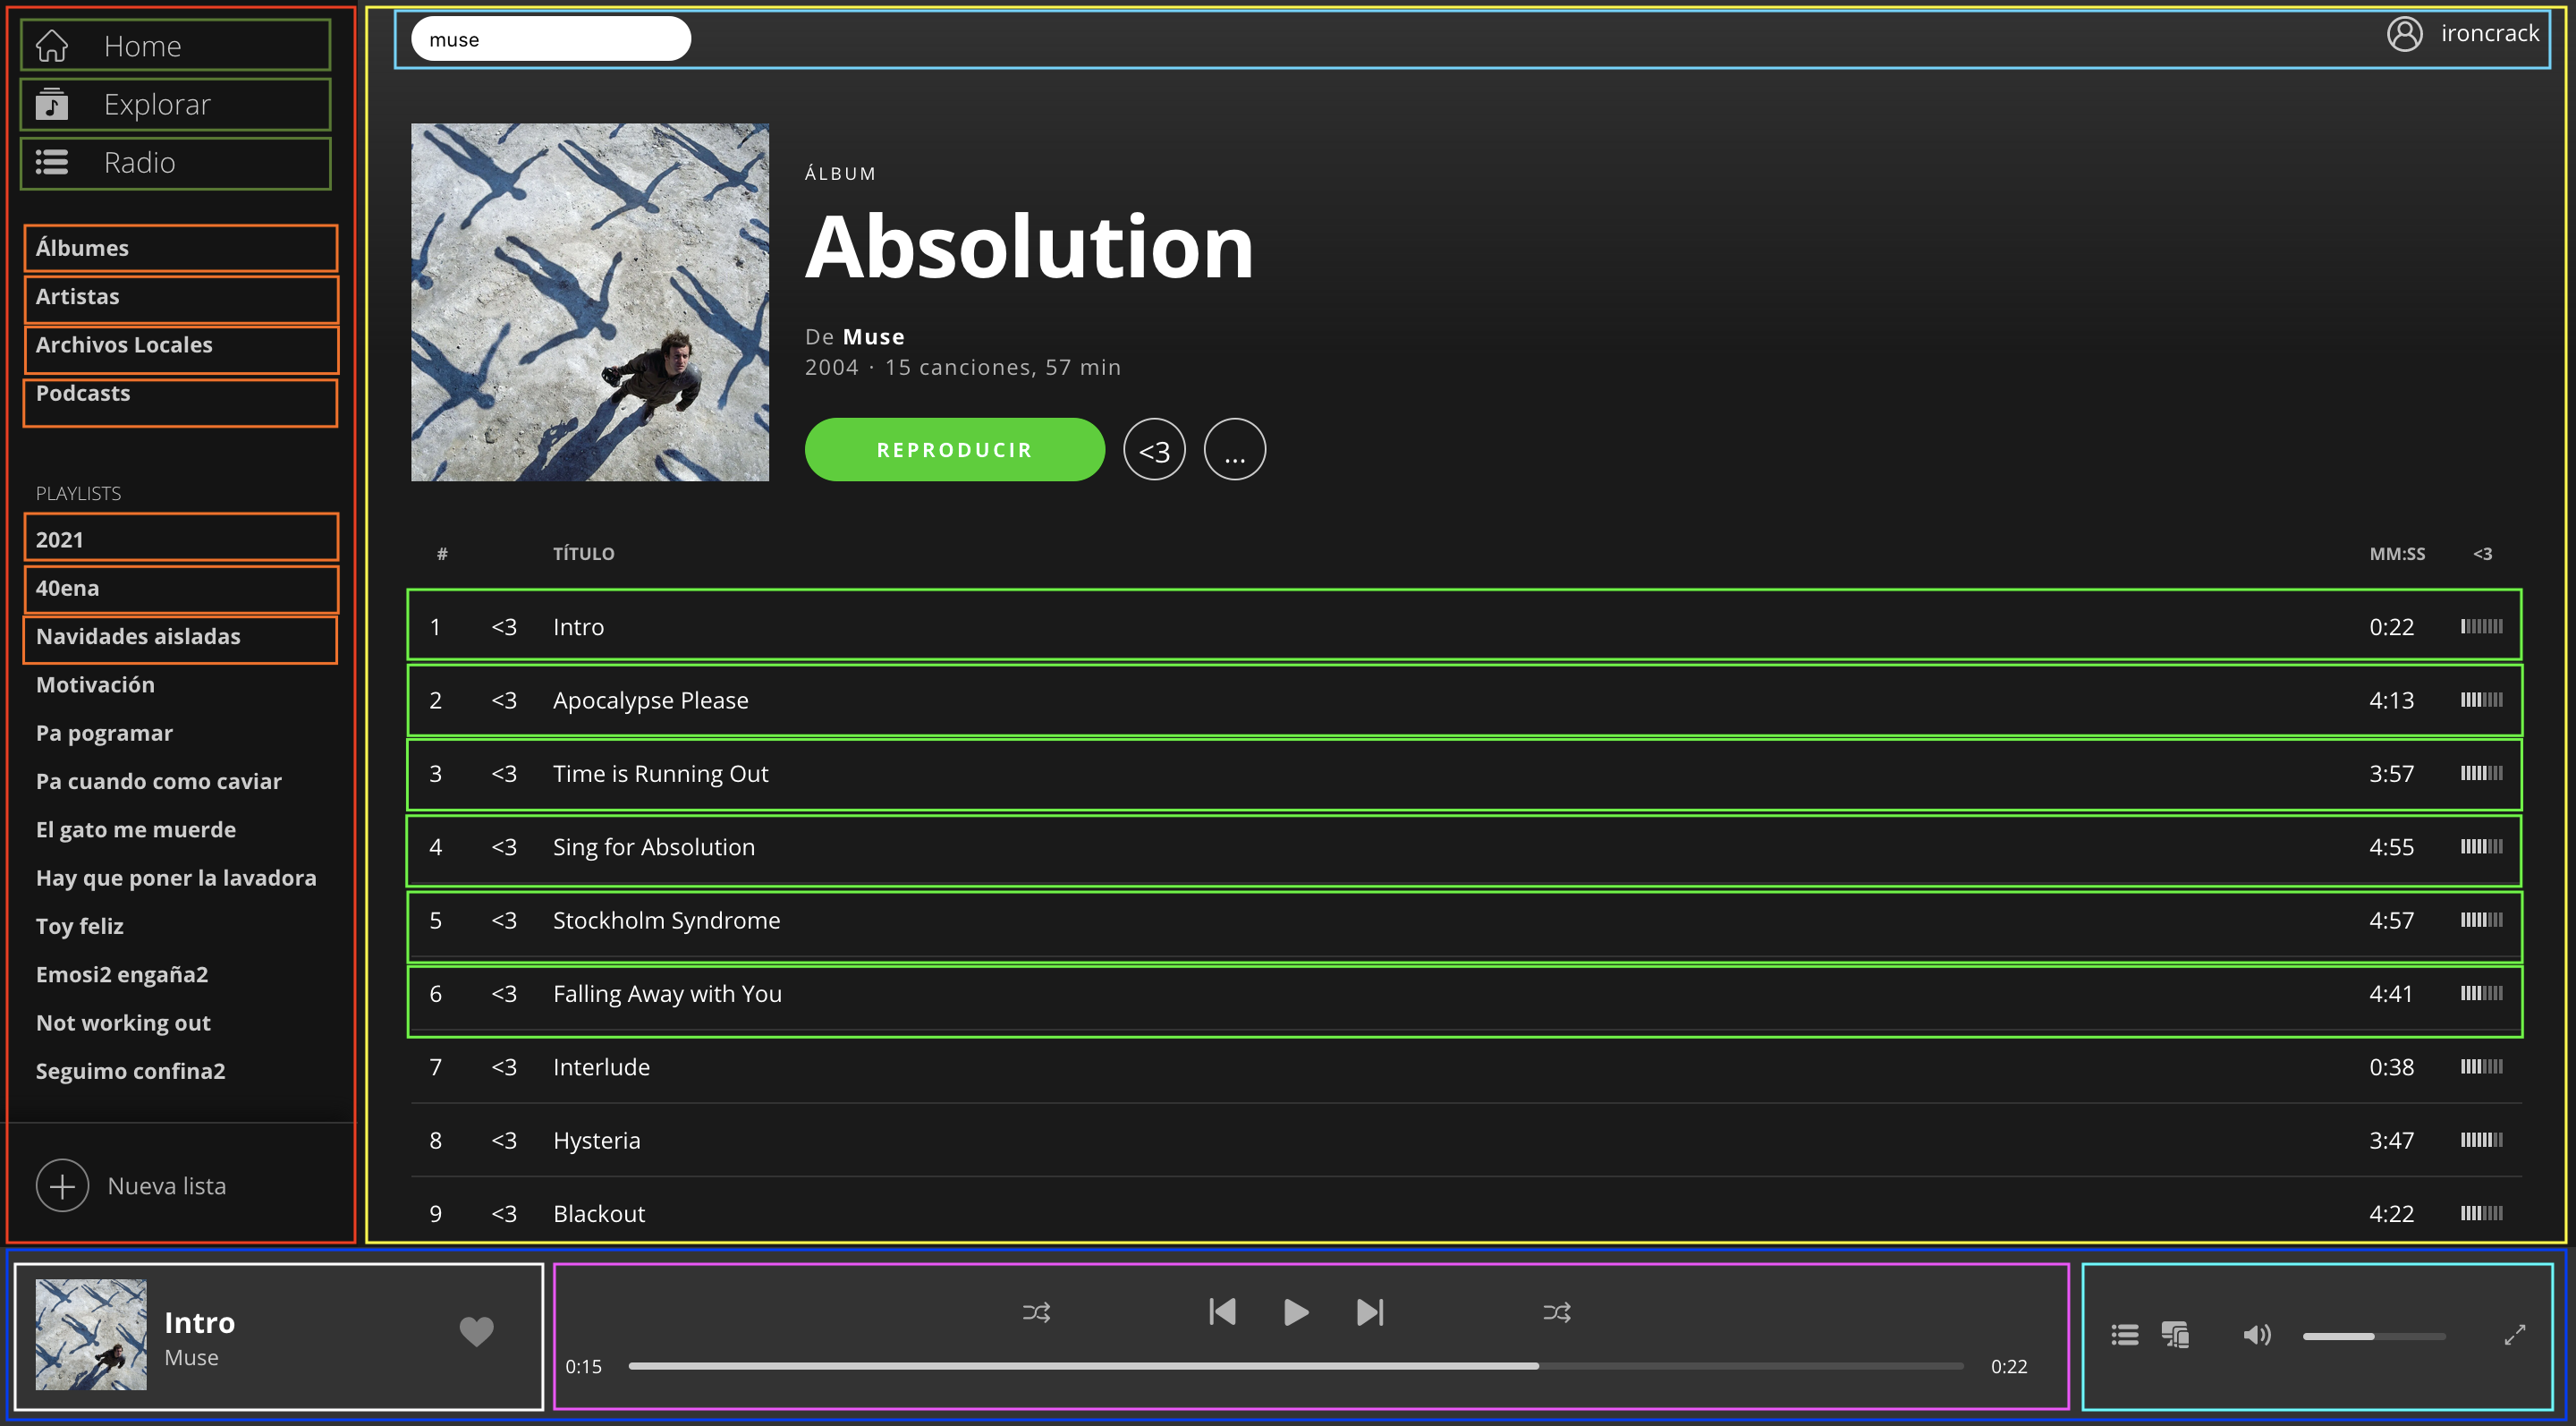 Home
Explorar
Radio
Álbumes
Artistas
Archivos Locales
Podcasts
PLAYLISTS
2021
40ena
Navidades aisladas
Motivación
Pa pogramar
Pa cuando como caviar
El gato me muerde
Hay que poner la lavadora
Toy feliz
Emosi2 engaña2
Not working out
Seguimo confina2
Nueva lista
muse
ironcrack
ÁLBUM
Absolution
De Muse
2004 · 15 canciones, 57 min
REPRODUCIR <3 ...
# TÍTULO MM:SS <3
1 <3 Intro 0:22
2 <3 Apocalypse Please 4:13
3 <3 Time is Running Out 3:57
4 <3 Sing for Absolution 4:55
5 <3 Stockholm Syndrome 4:57
6 <3 Falling Away with You 4:41
7 <3 Interlude 0:38
8 <3 Hysteria 3:47
9 <3 Blackout 4:22
Intro
Muse
0:15 0:22